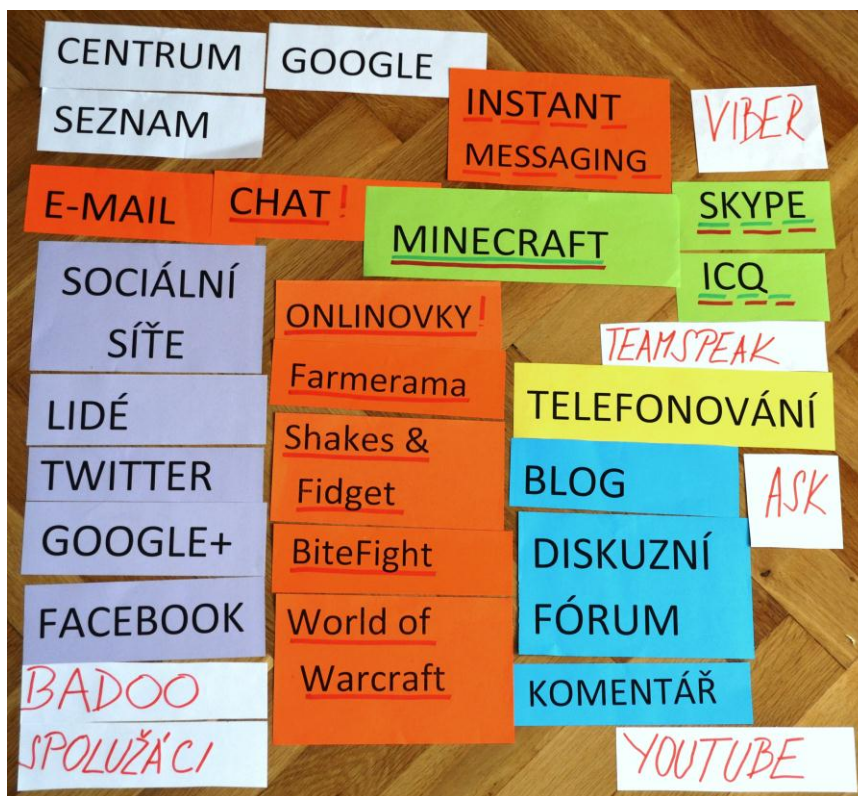 CENTRUM
GOOGLE
SEZNAM
INSTANT
MESSAGING
VIBER
E-MAIL
CHAT!
MINECRAFT
SKYPE
ICQ
SOCIÁLNÍ
SÍŤE
ONLINOVKY!
TEAMSPEAK
Farmerama
LIDÉ
TELEFONOVÁNÍ
Shakes &
Fidget
TWITTER
BLOG
ASK
GOOGLE+
BiteFight
DISKUZNÍ
FÓRUM
FACEBOOK
World of
Warcraft
BADOO
KOMENTÁŘ
SPOLUŽÁCI
YOUTUBE